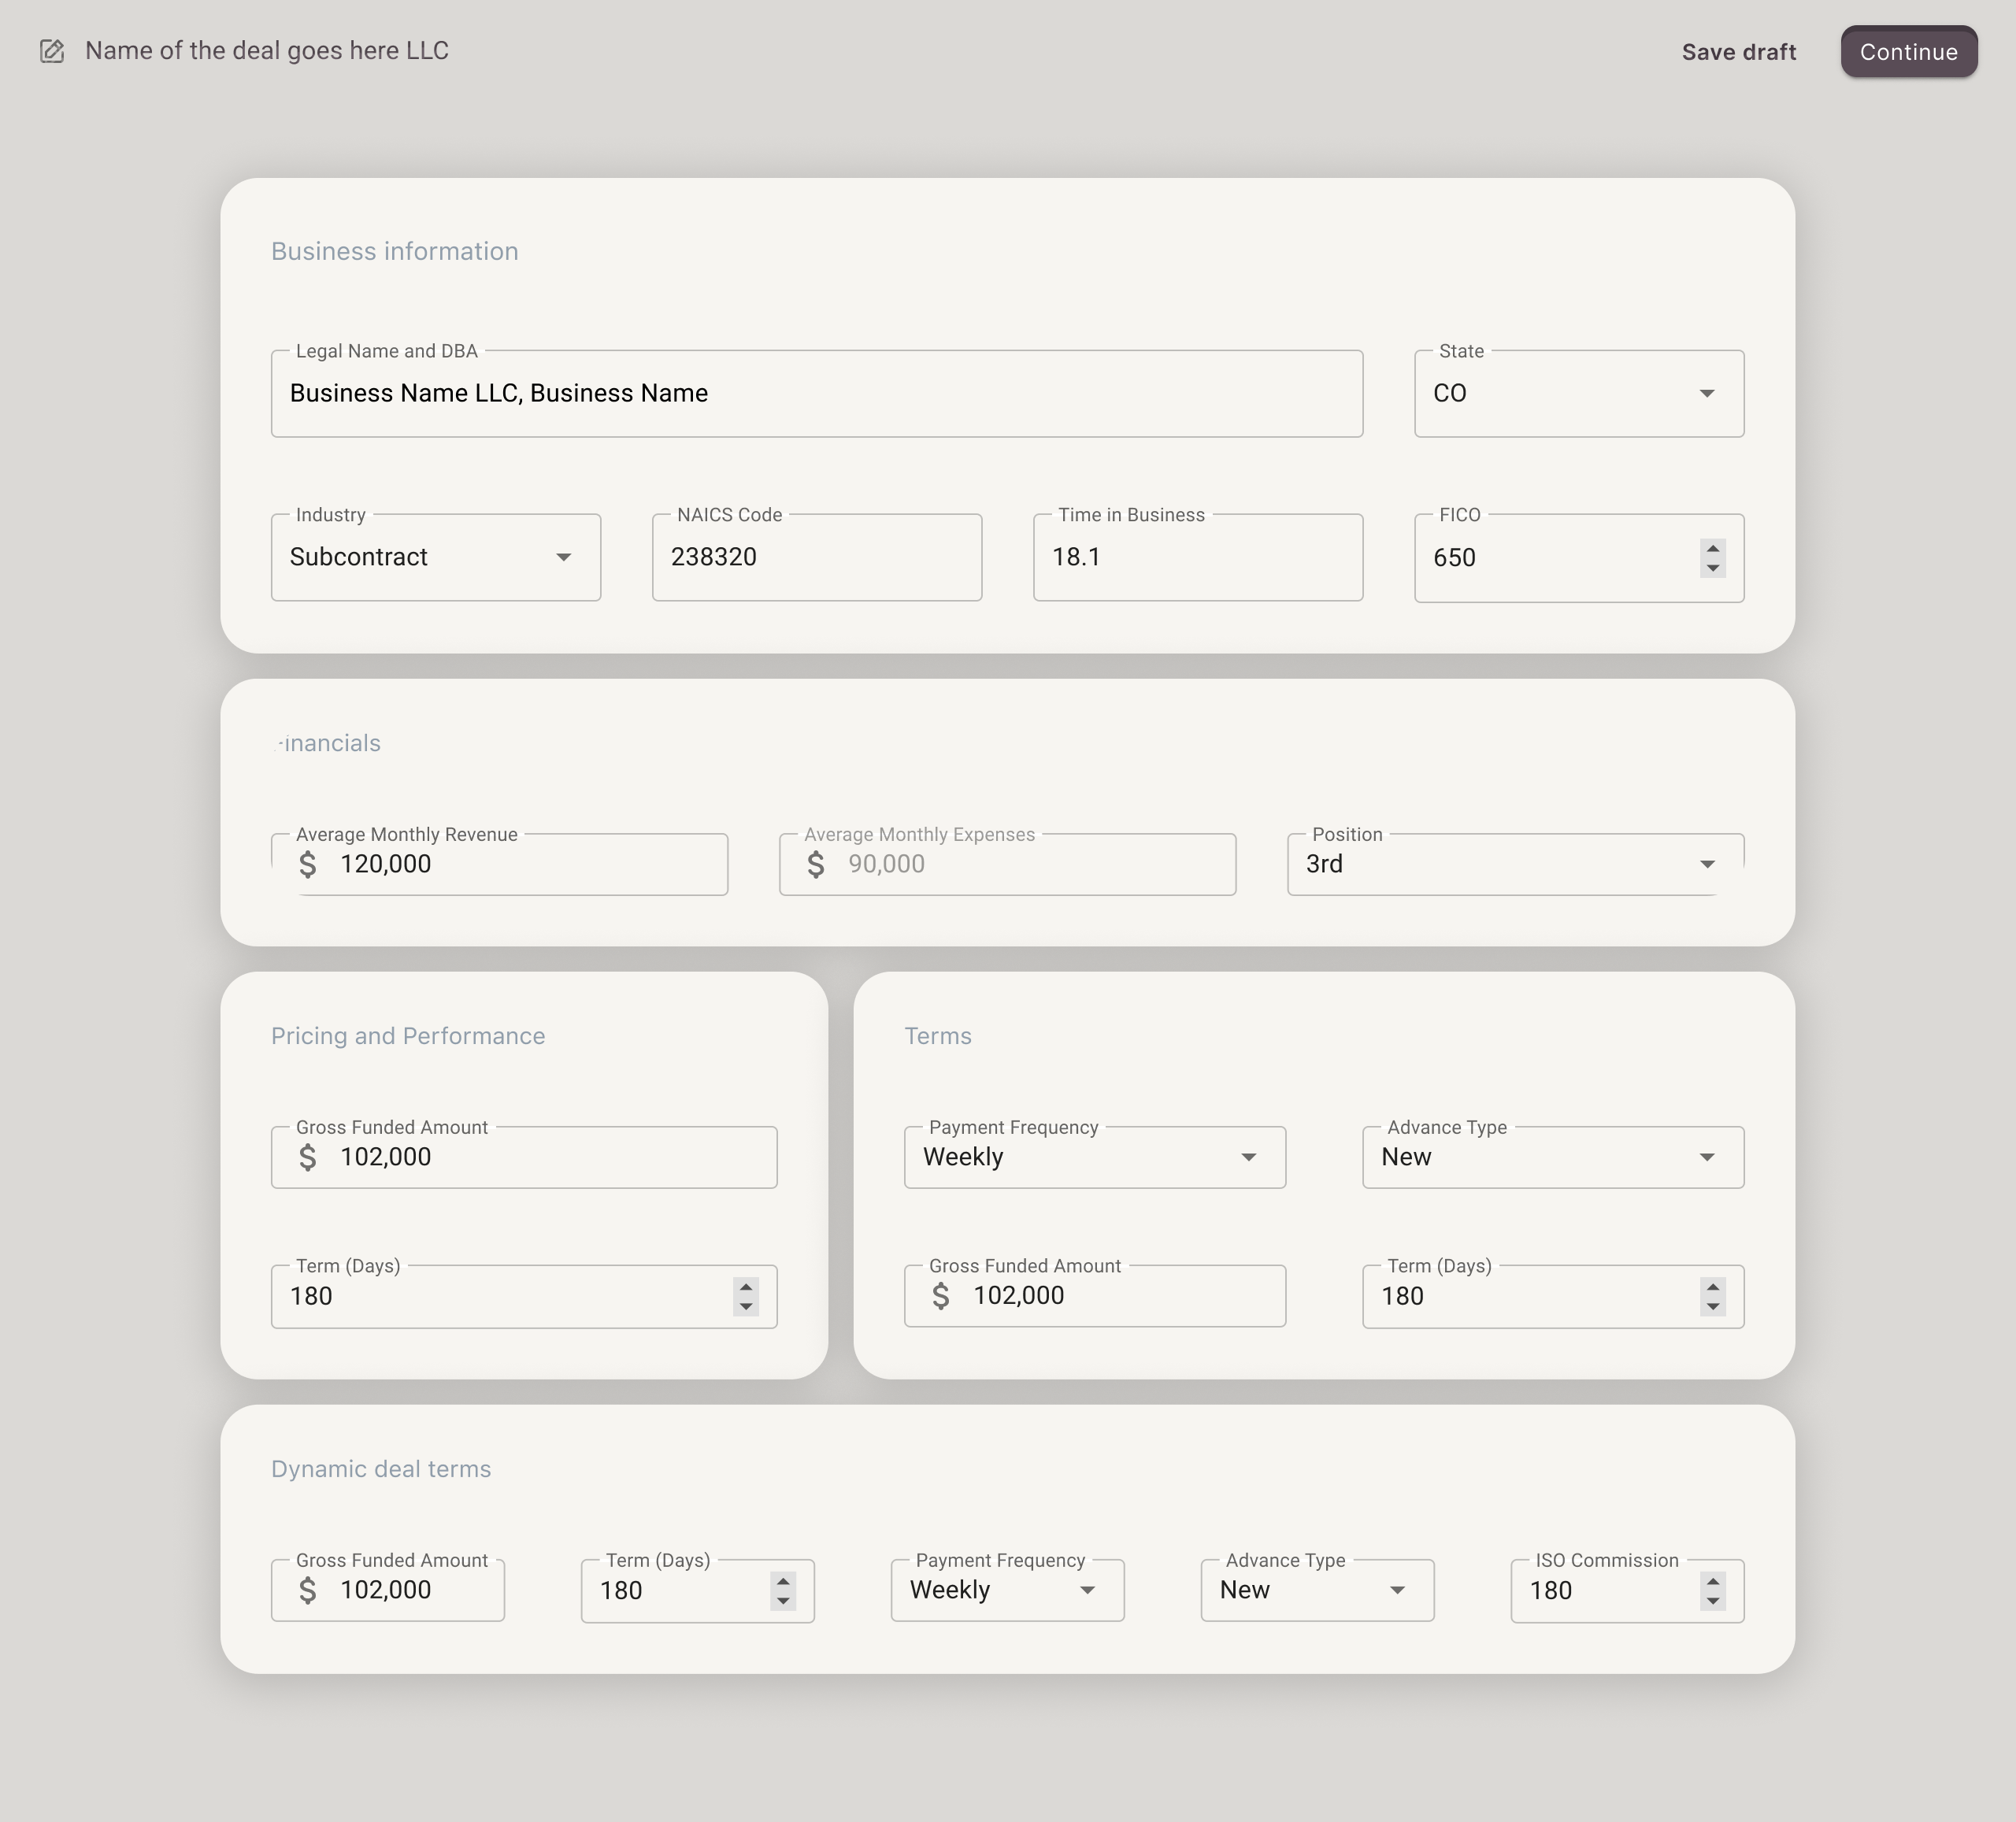 Name of the deal goes here LLC
Save draft
Continue
Business information
Legal Name and DBA
Business Name LLC, Business Name
State
CO
Industry
Subcontract
NAICS Code
238320
Time in Business
18.1
FICO
650
Financials
Average Monthly Revenue
$ 120,000
Average Monthly Expenses
$ 90,000
Position
3rd
Pricing and Performance
Gross Funded Amount
$ 102,000
Term (Days)
180
Terms
Payment Frequency
Weekly
Advance Type
New
Gross Funded Amount
$ 102,000
Term (Days)
180
Dynamic deal terms
Gross Funded Amount
$ 102,000
Term (Days)
180
Payment Frequency
Weekly
Advance Type
New
ISO Commission
180